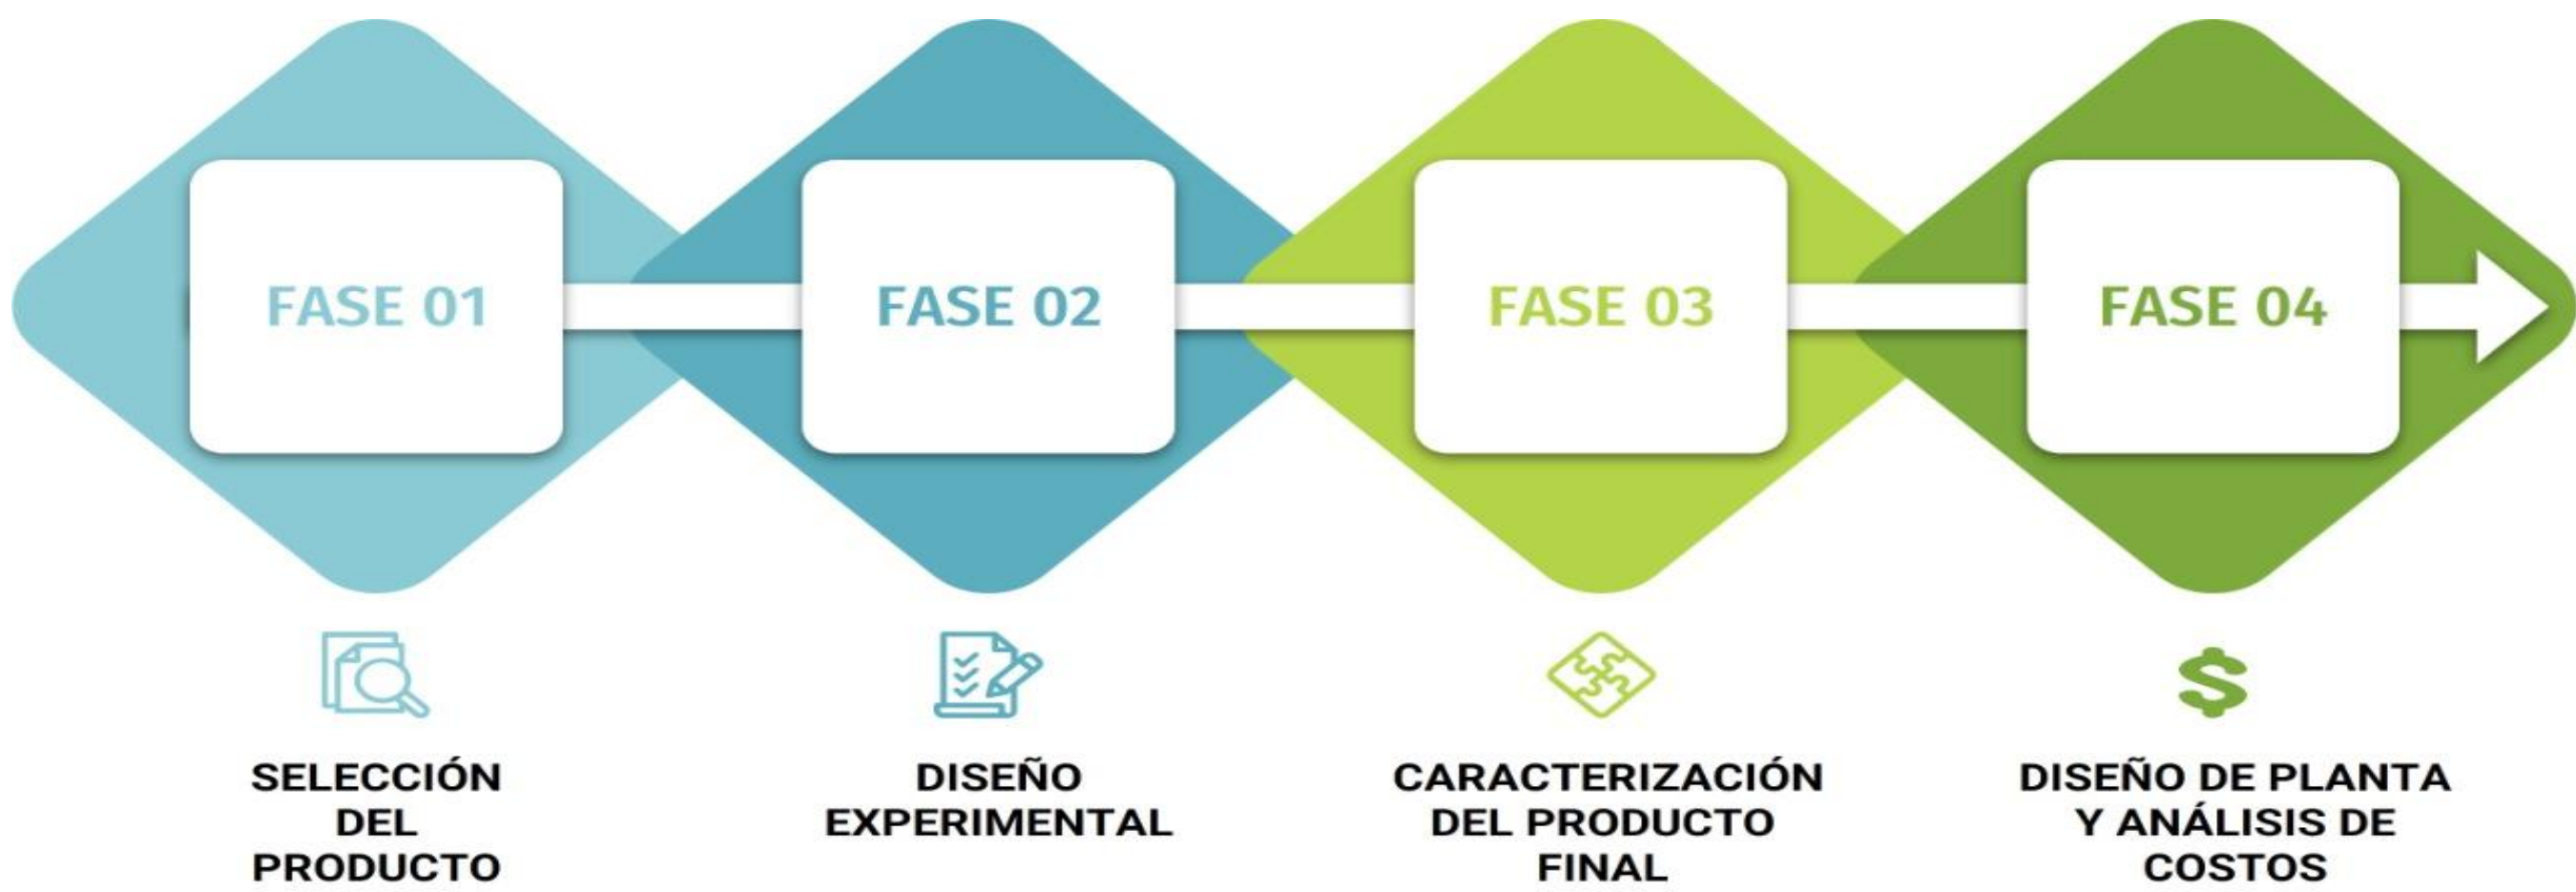 FASE 01
FASE 02
FASE 03
FASE 04
SELECCIÓN
DEL
PRODUCTO
DISEÑO
EXPERIMENTAL
CARACTERIZACIÓN
DEL PRODUCTO
FINAL
DISEÑO DE PLANTA
Y ANÁLISIS DE
COSTOS